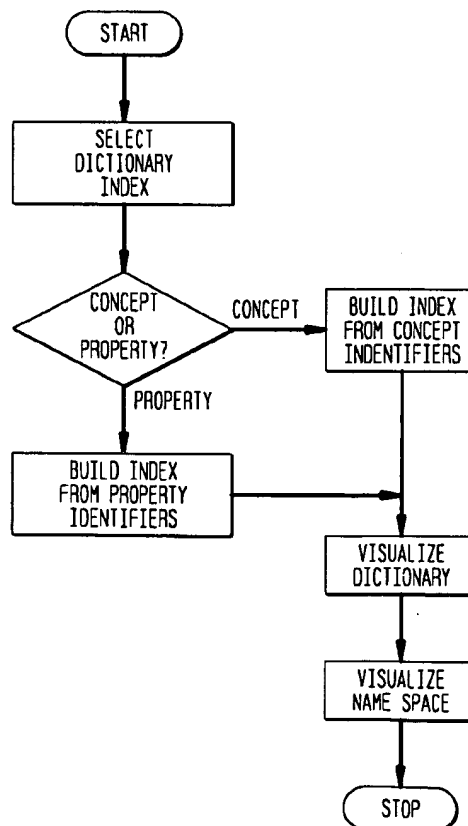 START
SELECT
DICTIONARY
INDEX
CONCEPT
OR
PROPERTY?
CONCEPT
BUILD INDEX
FROM CONCEPT
INDENTIFIERS
PROPERTY
BUILD INDEX
FROM PROPERTY
IDENTIFIERS
VISUALIZE
DICTIONARY
VISUALIZE
NAME SPACE
STOP